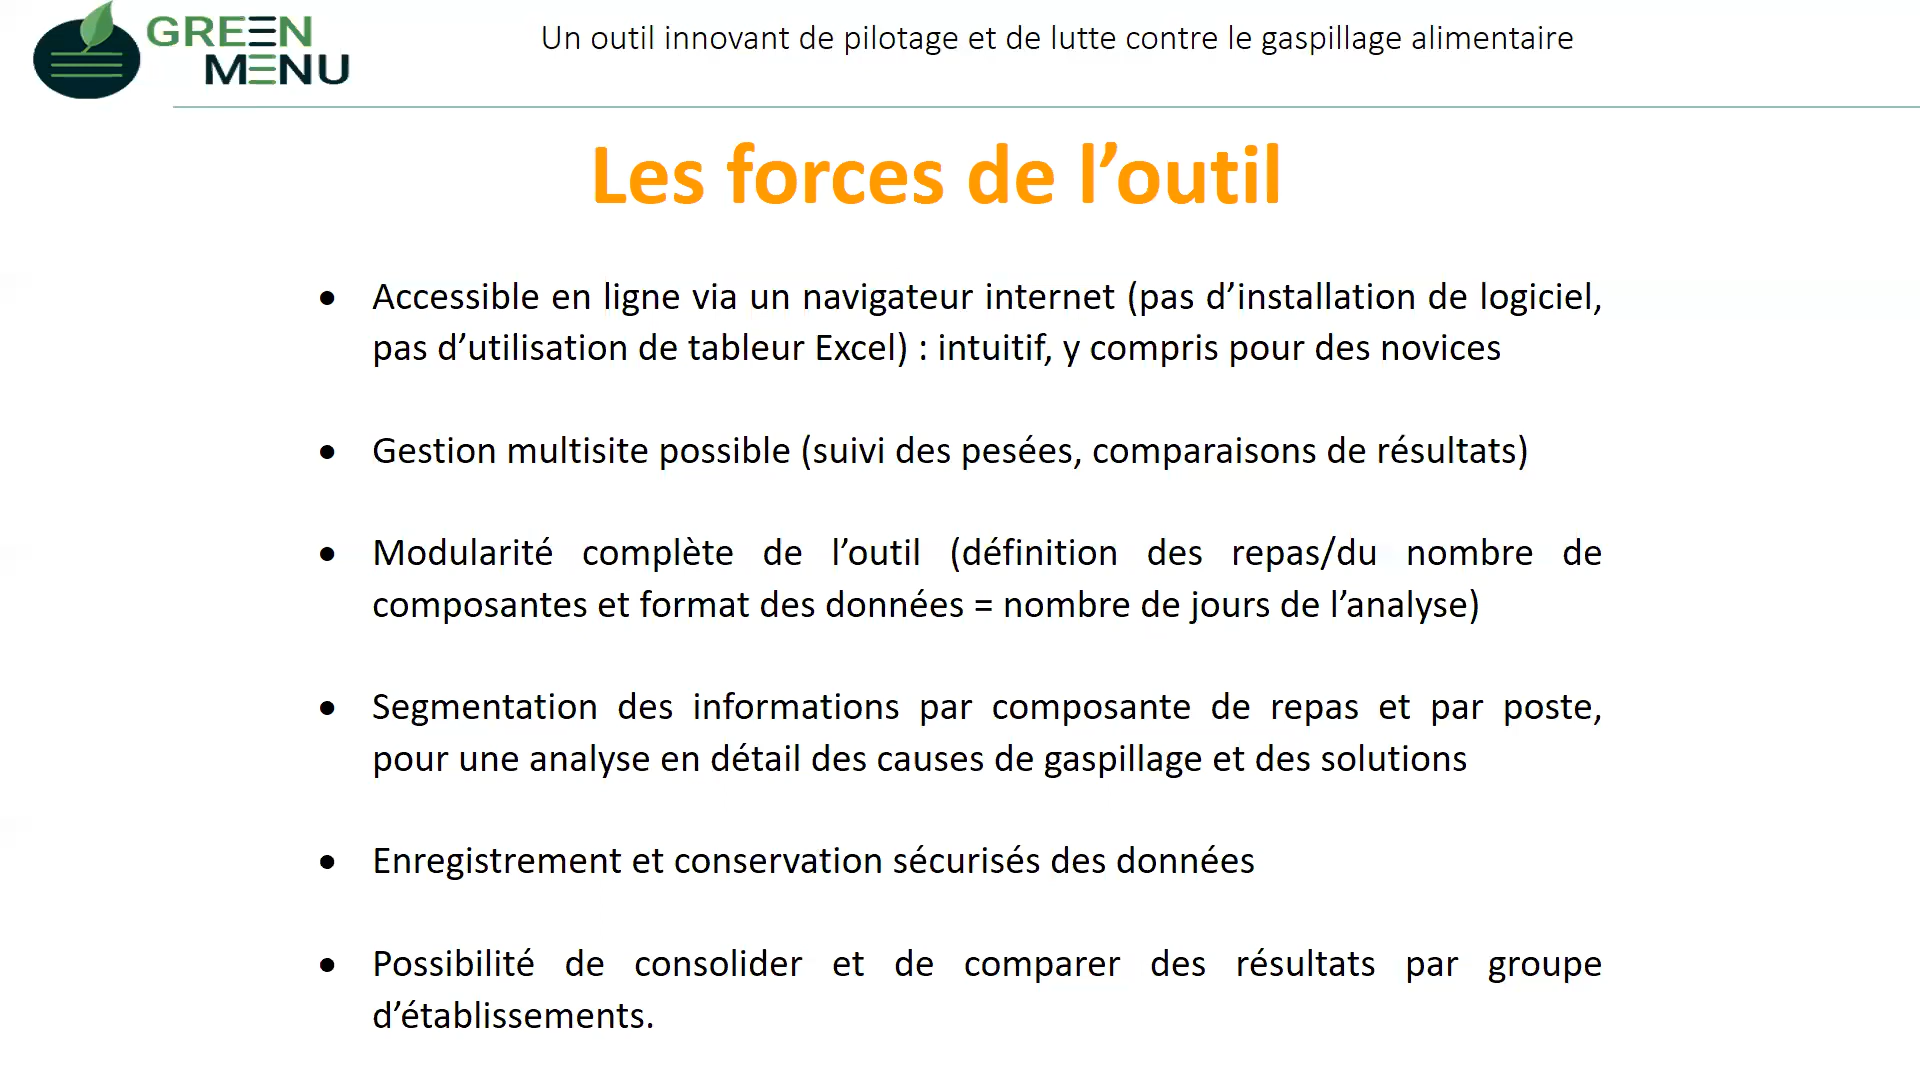 GREEN
MENU
Un outil innovant de pilotage et de lutte contre le gaspillage alimentaire
Les forces de l’outil
• Accessible en ligne via un navigateur internet (pas d’installation de logiciel,
pas d’utilisation de tableur Excel) : intuitif, y compris pour des novices
• Gestion multisite possible (suivi des pesées, comparaisons de résultats)
• Modularité complète de l’outil (définition des repas/du nombre de
composantes et format des données = nombre de jours de l’analyse)
• Segmentation des informations par composante de repas et par poste,
pour une analyse en détail des causes de gaspillage et des solutions
• Enregistrement et conservation sécurisés des données
• Possibilité de consolider et de comparer des résultats par groupe
d’établissements.